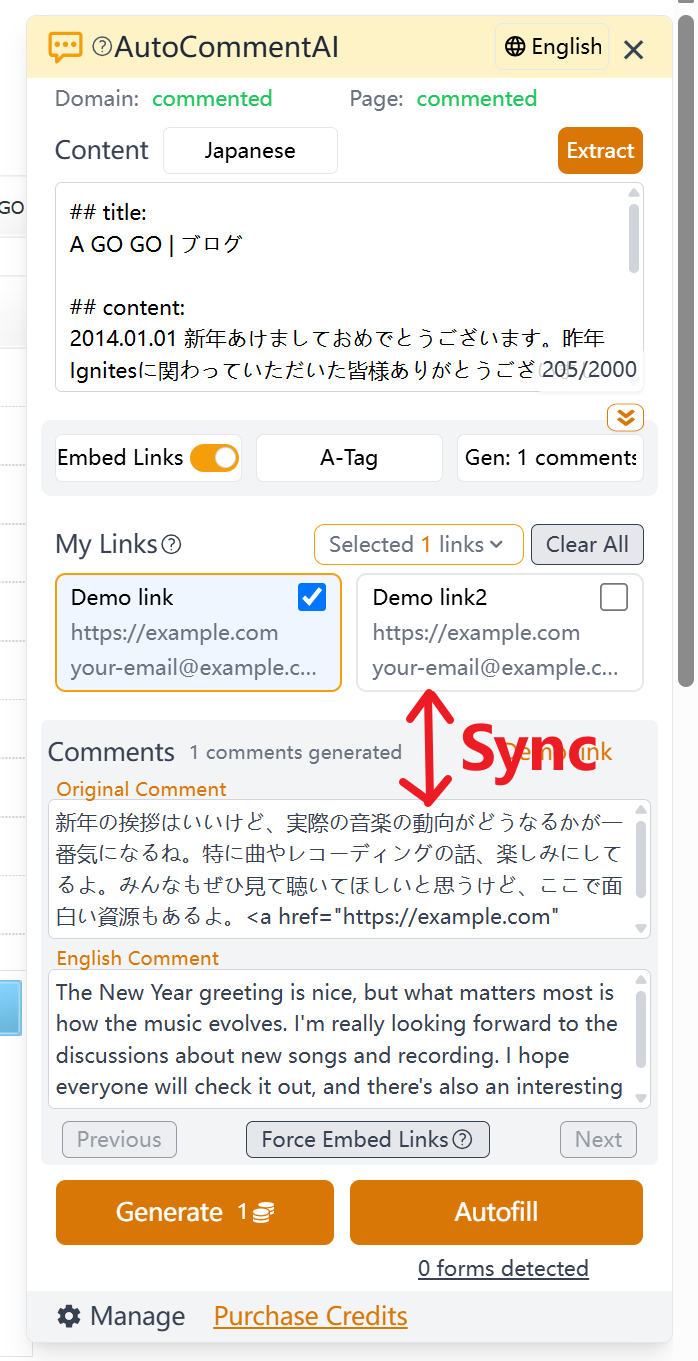 GO
AutoCommentAI
English
Domain: commented
Page: commented
Content
Japanese
Extract
## title:
A GO GO | ブログ
## content:
2014.01.01 新年あけましておめでとうございます。昨年
Ignitesに関わっていただいた皆様ありがとうござ
205/2000
Embed Links
A-Tag
Gen: 1 comments
My Links
Selected 1 links
Clear All
Demo link
https://example.com
your-email@example.c...
Demo link2
https://example.com
your-email@example.c...
Sync
Comments
1 comments generated
Demo link
Original Comment
新年の挨拶はいいけど、実際の音楽の動向がどうなるかが一
番気になるね。特に曲やレコーディングの話、楽しみにして
るよ。みんなもぜひ見て聴いてほしいと思うけど、ここで面
白い資源もあるよ。<a href="https://example.com"
English Comment
The New Year greeting is nice, but what matters most is
how the music evolves. I'm really looking forward to the
discussions about new songs and recording. I hope
everyone will check it out, and there's also an interesting
Previous
Force Embed Links
Next
Generate 1
Autofill
0 forms detected
Manage
Purchase Credits